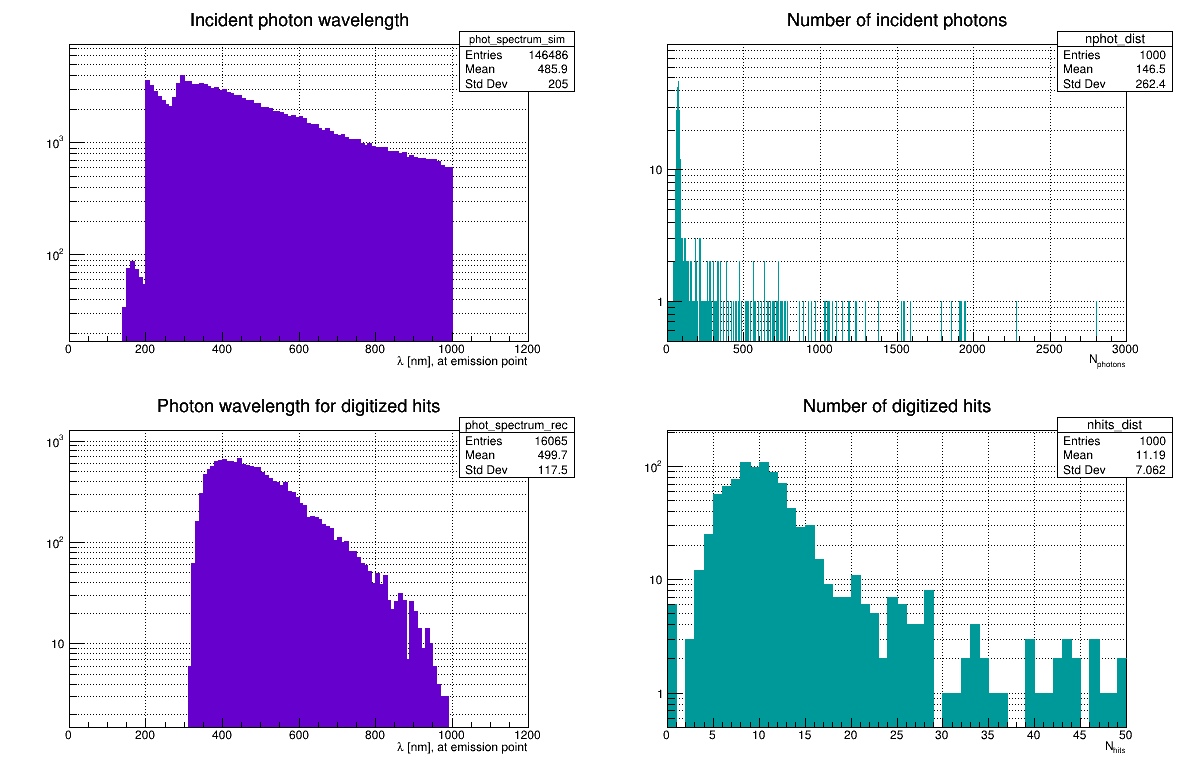 Incident photon wavelength
phot_spectrum_sim
Entries 146486
Mean 485.9
Std Dev 205
10³
10²
0 200 400 600 800 1000 1200
λ [nm], at emission point
Number of incident photons
nphot_dist
Entries 1000
Mean 146.5
Std Dev 262.4
10
1
0 500 1000 1500 2000 2500 3000
N_photons
Photon wavelength for digitized hits
phot_spectrum_rec
Entries 16065
Mean 499.7
Std Dev 117.5
10³
10²
10
0 200 400 600 800 1000 1200
λ [nm], at emission point
Number of digitized hits
nhits_dist
Entries 1000
Mean 11.19
Std Dev 7.062
10²
10
1
0 5 10 15 20 25 30 35 40 45 50
N_hits